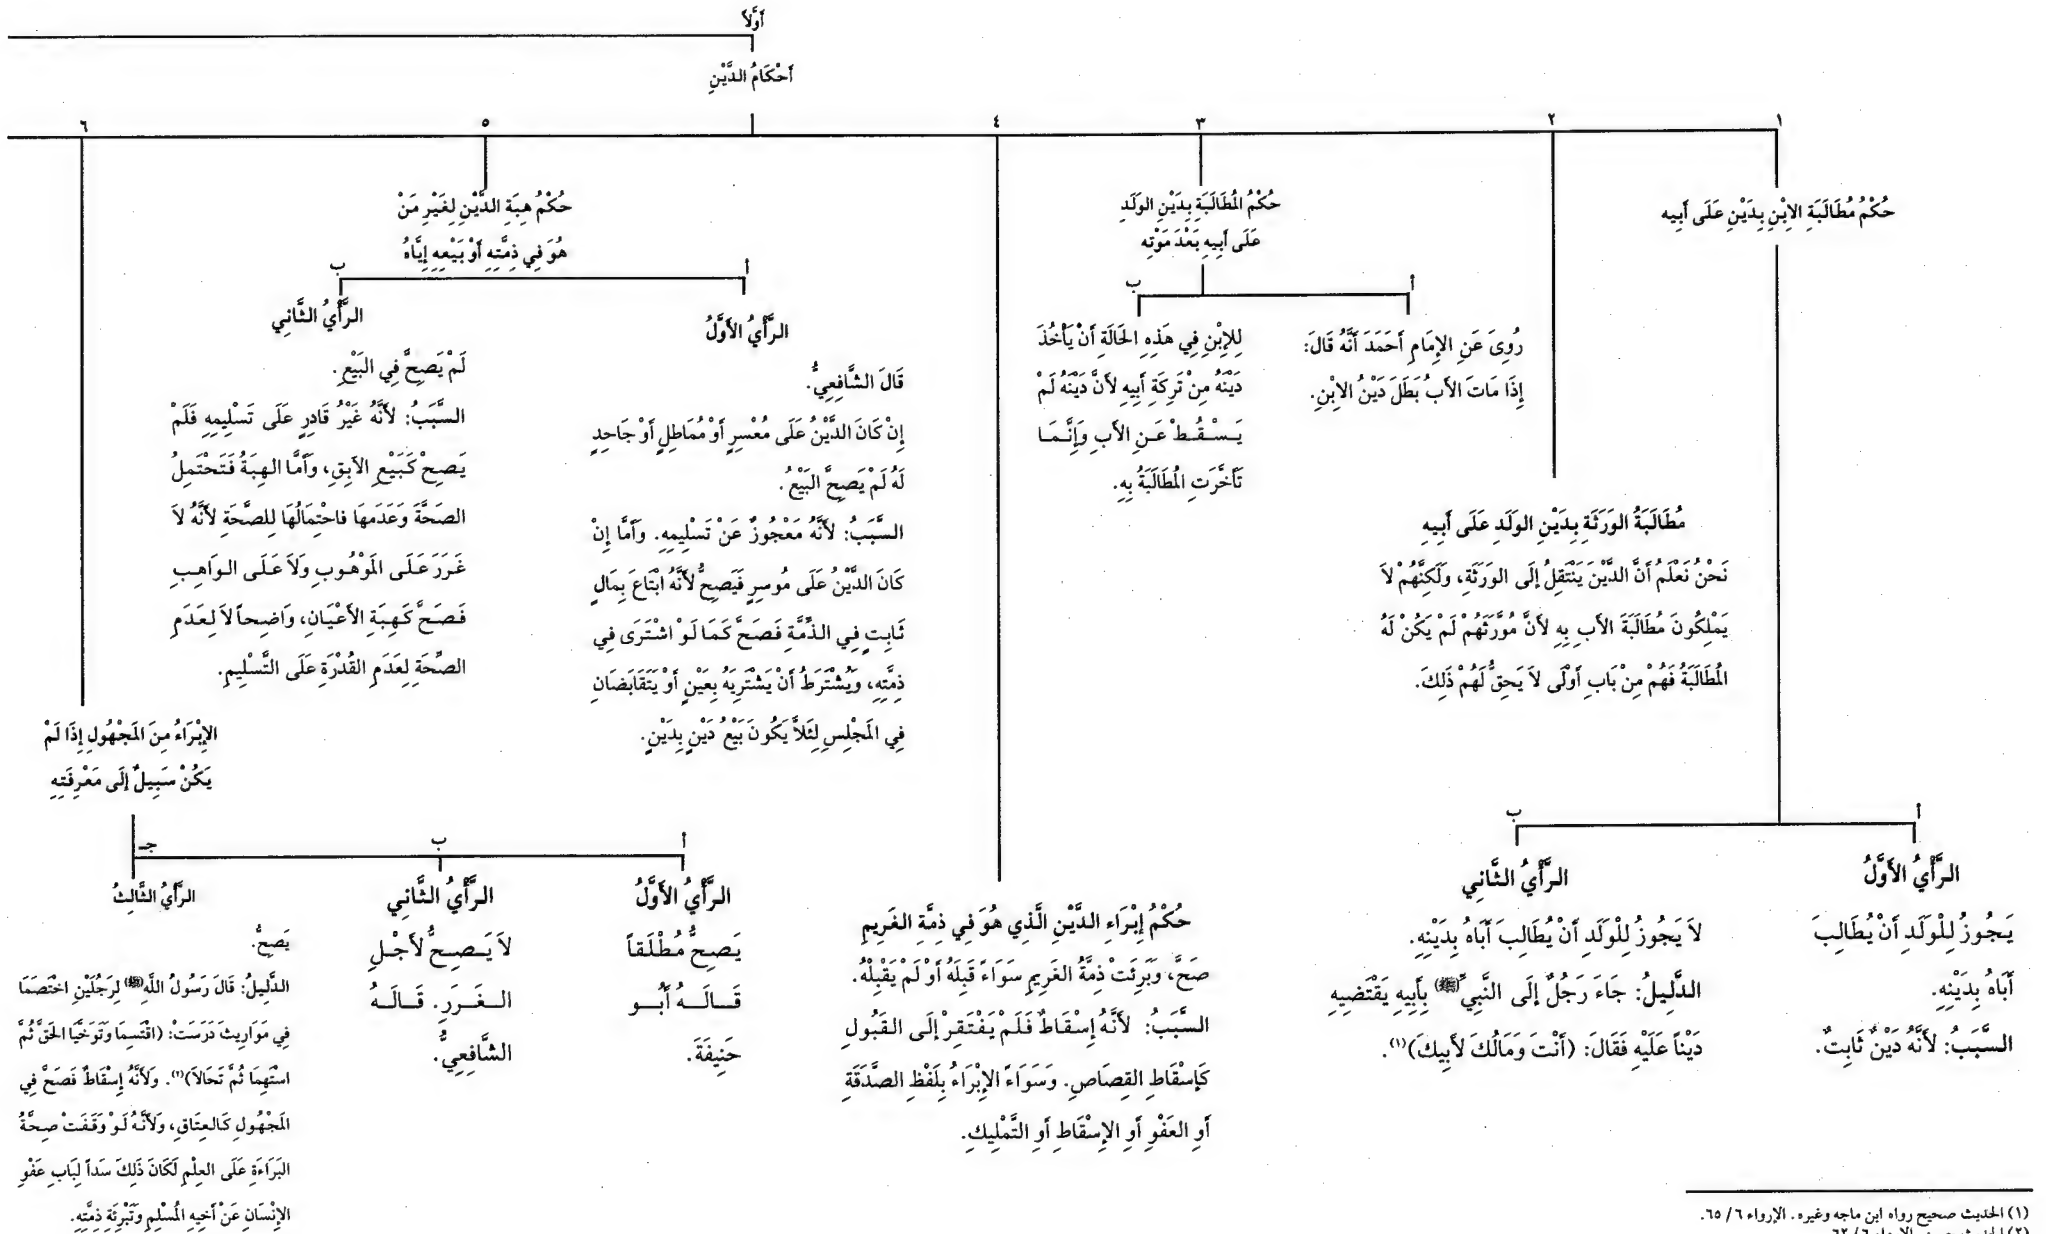 أَوَّلاً
أَحْكَامُ الدَّيْنِ
١
حُكْمُ مُطَالَبَةِ الابْنِ بِدَيْنٍ عَلَى أَبِيه
أ
الرَّأْيُ الأَوَّلُ
يَجُوزُ لِلْوَلَدِ أَنْ يُطَالِبَ
أَبَاهُ بِدَيْنِهِ.
السَّبَبُ: لأَنَّهُ دَيْنٌ ثَابِتٌ.
ب
الرَّأْيُ الثَّانِي
لاَ يَجُوزُ لِلْوَلَدِ أَنْ يُطَالِبَ أَبَاهُ بِدَيْنِهِ.
الدَّلِيلُ: جَاءَ رَجُلٌ إِلَى النَّبِيِّ (ﷺ) بِأَبِيهِ يَقْتَضِيهِ
دَيْناً عَلَيْهِ فَقَالَ: (أَنْتَ وَمَالُكَ لأَبِيكَ)(١).
٢
مُطَالَبَةُ الوَرَثَةِ بِدَيْنِ الوَلَدِ عَلَى أَبِيهِ
نَحْنُ نَعْلَمُ أَنَّ الدَّيْنَ يَنْتَقِلُ إِلَى الوَرَثَةِ، وَلَكِنَّهُمْ لاَ
يَمْلِكُونَ مُطَالَبَةَ الأَبِ بِهِ لأَنَّ مُوَرِّثَهُمْ لَمْ يَكُنْ لَهُ
المُطَالَبَةُ فَهُمْ مِنْ بَابِ أَوْلَى لاَ يَحِقُّ لَهُمْ ذَلِكَ.
٣
حُكْمُ المُطَالَبَةِ بِدَيْنِ الوَلَدِ
عَلَى أَبِيهِ بَعْدَ مَوْتِهِ
أ
رُوِىَ عَنِ الإِمَامِ أَحَمَدَ أَنَّهُ قَالَ:
إِذَا مَاتَ الأَبُ بَطَلَ دَيْنُ الابْنِ.
ب
لِلإِبْنِ فِي هَذِهِ الحَالَةِ أَنْ يَأْخُذَ
دَيْنَهُ مِنْ تَرِكَةِ أَبِيهِ لأَنَّ دَيْنَهُ لَمْ
يَسْقُطْ عَنِ الأَبِ وَإِنَّمَا
تَأَخَّرَتِ المُطَالَبَةُ بِهِ.
٤
حُكْمُ إِبْرَاءِ الدَّيْنِ الَّذِي هُوَ فِي ذِمَّةِ الغَرِيمِ
صَحَّ، وَبَرِئَتْ ذِمَّةُ الغَرِيمِ سَوَاءً قَبِلَهُ أَوْ لَمْ يَقْبِلْهُ.
السَّبَبُ: لأَنَّهُ إِسْقَاطٌ فَلَمْ يَفْتَقِرْ إِلَى القَبُولِ
كَإِسْقَاطِ القِصَاصِ. وَسَوَاءً الإِبْرَاءُ بِلَفْظِ الصَّدَقَةِ
أَوِ العَفْوِ أَوِ الإِسْقَاطِ أَوِ التَّمْلِيكِ.
٥
حُكْمُ هِبَةِ الدَّيْنِ لِغَيْرِ مَنْ
هُوَ فِي ذِمَّتِهِ أَوْ بَيْعِهِ إِيَّاهُ
أ
الرَّأْيُ الأَوَّلُ
قَالَ الشَّافِعِيُّ.
إِنْ كَانَ الدَّيْنُ عَلَى مُعْسِرٍ أَوْ مُمَاطِلٍ أَوْ جَاحِدٍ
لَهُ لَمْ يَصِحَّ البَيْعُ.
السَّبَبُ: لأَنَّهُ مَعْجُوزٌ عَنْ تَسْلِيمِهِ. وَأَمَّا إِنْ
كَانَ الدَّيْنُ عَلَى مُوسِرٍ فَيَصِحُّ لأَنَّهُ ابْتَاعَ بِمَالٍ
ثَابِتٍ فِي الذِّمَّةِ فَصَحَّ كَمَا لَوْ اشْتَرَى فِي
ذِمَّتِهِ، وَيُشْتَرَطُ أَنْ يَشْتَرِيَهُ بِعَيْنٍ أَوْ يَتَقَابَضَانِ
فِي المَجْلِسِ لِئَلاَّ يَكُونَ بَيْعُ دَيْنٍ بِدَيْنٍ.
ب
الرَّأْيُ الثَّانِي
لَمْ يَصِحَّ فِي البَيْعِ.
السَّبَبُ: لأَنَّهُ غَيْرُ قَادِرٍ عَلَى تَسْلِيمِهِ فَلَمْ
يَصِحْ كَبَيْعِ الآبِقِ، وَأَمَّا الهِبَةُ فَتَحْتَمِلُ
الصَحَّةَ وَعَدَمَهَا فاحْتِمَالُهَا لِلصَّحَةِ لأَنَّهُ لاَ
غَرَرَ عَلَى المَوْهُوبِ وَلاَ عَلَى الوَاهِبِ
فَصَحَّ كَهِبَةِ الأَعْيَانِ، وَاضِحاً لاَ لِعَدَمِ
الصِّحَةِ لِعَدَمِ القُدْرَةِ عَلَى التَّسْلِيمِ.
٦
الإِبْرَاءُ مِنَ المَجْهُولِ إِذَا لَمْ
يَكُنْ سَبِيلٌ إِلَى مَعْرِفَتِهِ
أ
الرَّأْيُ الأَوَّلُ
يَصِحُّ مُطْلَقاً
قَالَهُ أَبُو
حَنِيفَةَ.
ب
الرَّأْيُ الثَّانِي
لاَ يَصِحُّ لأَجْلِ
الغَرَرِ. قَالَهُ
الشَّافِعِيُّ.
جـ
الرَّأْيُ الثَّالِثُ
يَصِحُّ.
الدَّلِيلُ: قَالَ رَسُولُ اللَّهِ (ﷺ) لِرَجُلَيْنِ اخْتَصَمَا
فِي مَوَارِيثَ دَرَسَتْ: (اقْتَسِمَا وَتَوَخَّيَا الحَقَّ ثُمَّ
اسْتَهِمَا ثُمَّ تَحَالاَ)(٢). وَلأَنَّهُ إِسْقَاطٌ فَصَحَّ فِي
المَجْهُولِ كَالعِتَاقِ، وَلأَنَّهُ لَوْ وَقَفَتْ صِحَّةُ
البَرَاءَةِ عَلَى العِلْمِ لَكَانَ ذَلِكَ سَداً لِبَابِ عَفْوِ
الإِنْسَانِ عَنْ أَخِيهِ المُسْلِمِ وَتَبْرِئَةِ ذِمَّتِهِ.
(١) الحديث صحيح رواه ابن ماجه وغيره. الإرواء ٦/ ٦٥.